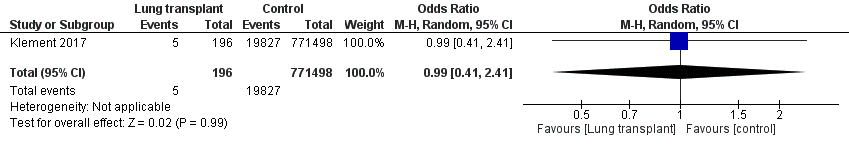 Lung transplant Control Odds Ratio Odds Ratio
Study or Subgroup Events Total Events Total Weight M-H, Random, 95% CI M-H, Random, 95% CI
Klement 2017 5 196 19827 771498 100.0% 0.99 [0.41, 2.41]
Total (95% CI) 196 771498 100.0% 0.99 [0.41, 2.41]
Total events 5 19827
Heterogeneity: Not applicable
Test for overall effect: Z = 0.02 (P = 0.99)
0.5 0.7 1 1.5 2
Favours [Lung transplant] Favours [control]